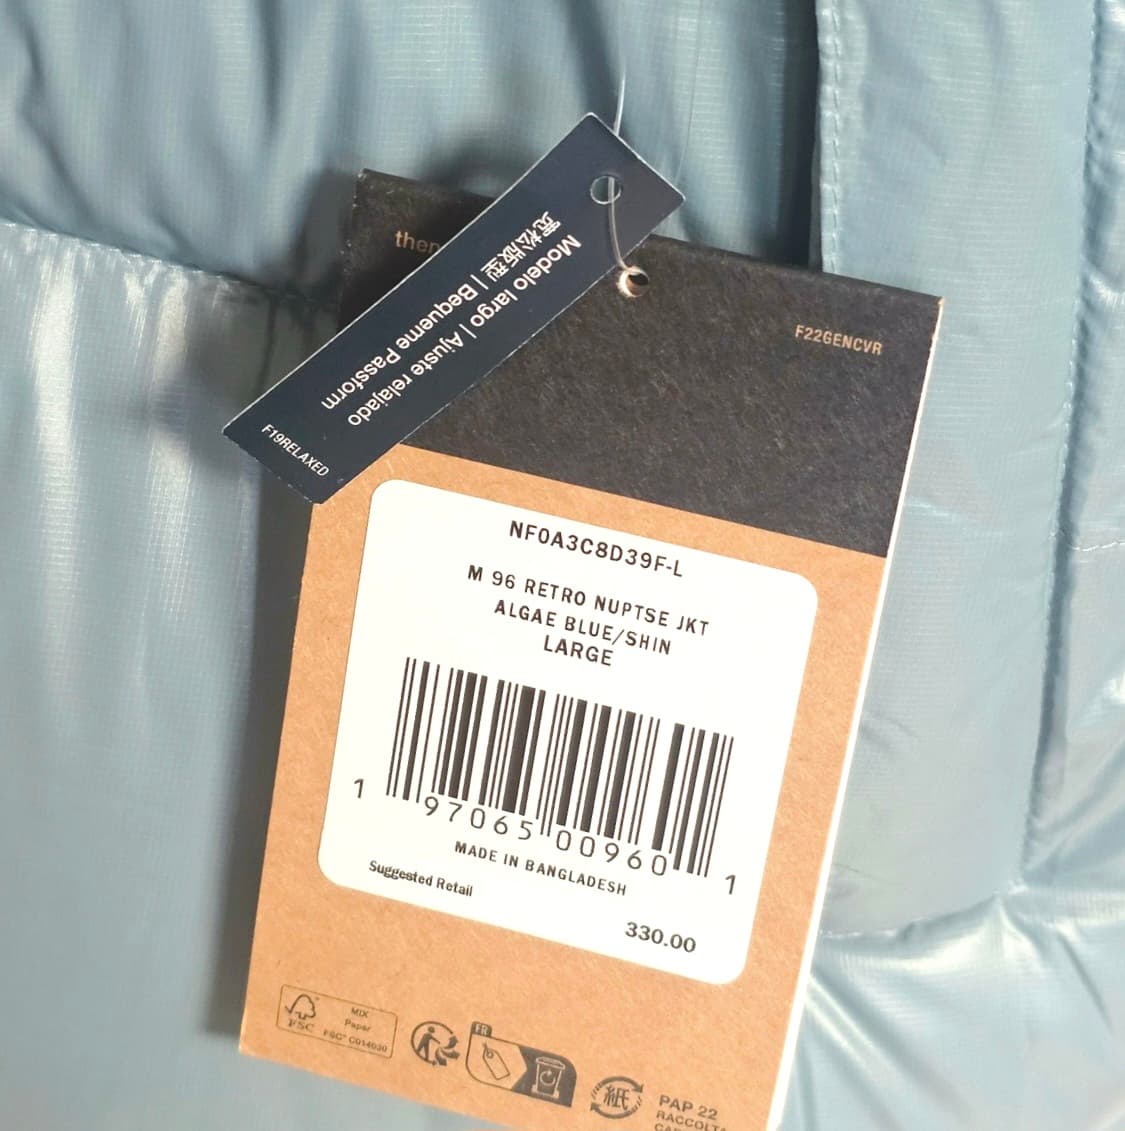 then
F22GENCVR
宽松版型 | Bequeme Passform
Modelo largo | Ajuste relajado
F19RELAXED
NF0A3C8D39F-L
M 96 RETRO NUPTSE JKT
ALGAE BLUE/SHIN
LARGE
1 97065 00960 1
MADE IN BANGLADESH
Suggested Retail
330.00
FSC
MIX
Paper
FSC® C014030
FR
紙
PAP 22
RACCOLTA